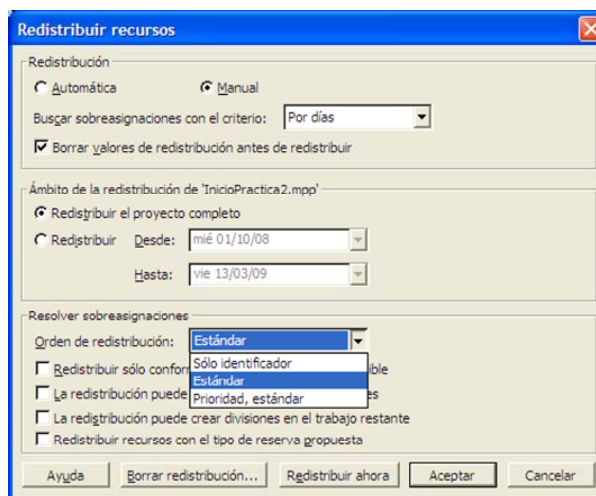 Redistribuir recursos
Redistribución
Automática Manual
Buscar sobreasignaciones con el criterio: Por días
Borrar valores de redistribución antes de redistribuir
Ámbito de la redistribución de 'InicioPractica2.mpp'
Redistribuir el proyecto completo
Redistribuir Desde: mié 01/10/08
Hasta: vie 13/03/09
Resolver sobreasignaciones
Orden de redistribución: Estándar
Sólo identificador
Redistribuir sólo conform ible
Estándar
La redistribución puede es
Prioridad, estándar
La redistribución puede crear divisiones en el trabajo restante
Redistribuir recursos con el tipo de reserva propuesta
Ayuda Borrar redistribución... Redistribuir ahora Aceptar Cancelar